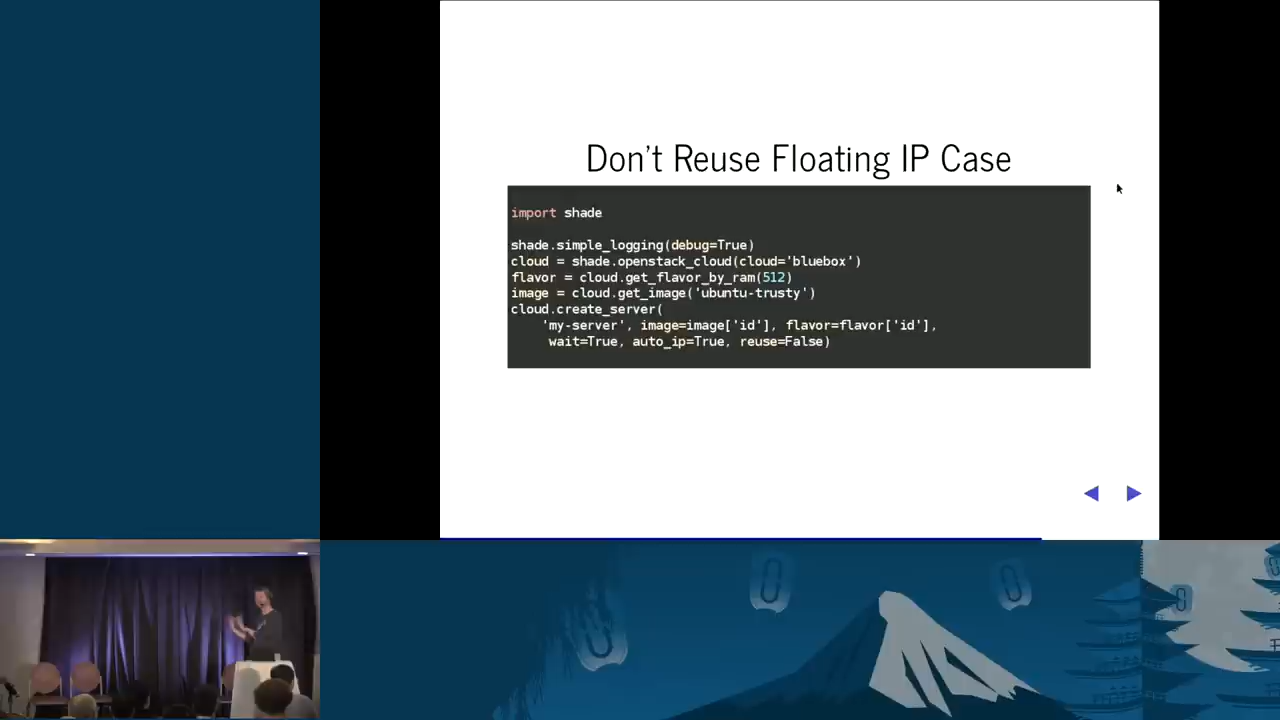 Don't Reuse Floating IP Case
import shade
shade.simple_logging(debug=True)
cloud = shade.openstack_cloud(cloud='bluebox')
flavor = cloud.get_flavor_by_ram(512)
image = cloud.get_image('ubuntu-trusty')
cloud.create_server(
    'my-server', image=image['id'], flavor=flavor['id'],
    wait=True, auto_ip=True, reuse=False)